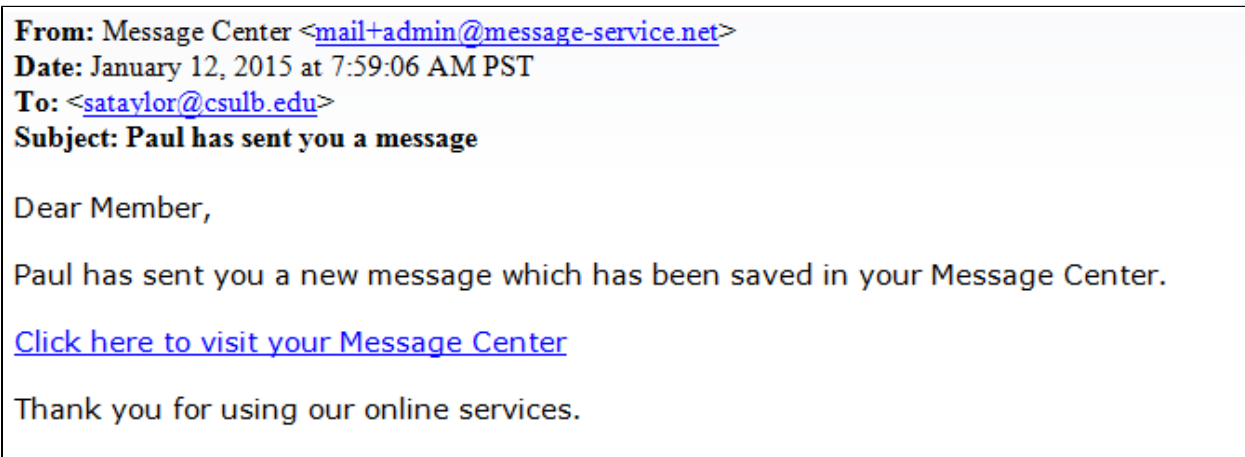 From: Message Center <mail+admin@message-service.net>
Date: January 12, 2015 at 7:59:06 AM PST
To: <sataylor@csulb.edu>
Subject: Paul has sent you a message
Dear Member,
Paul has sent you a new message which has been saved in your Message Center.
Click here to visit your Message Center
Thank you for using our online services.